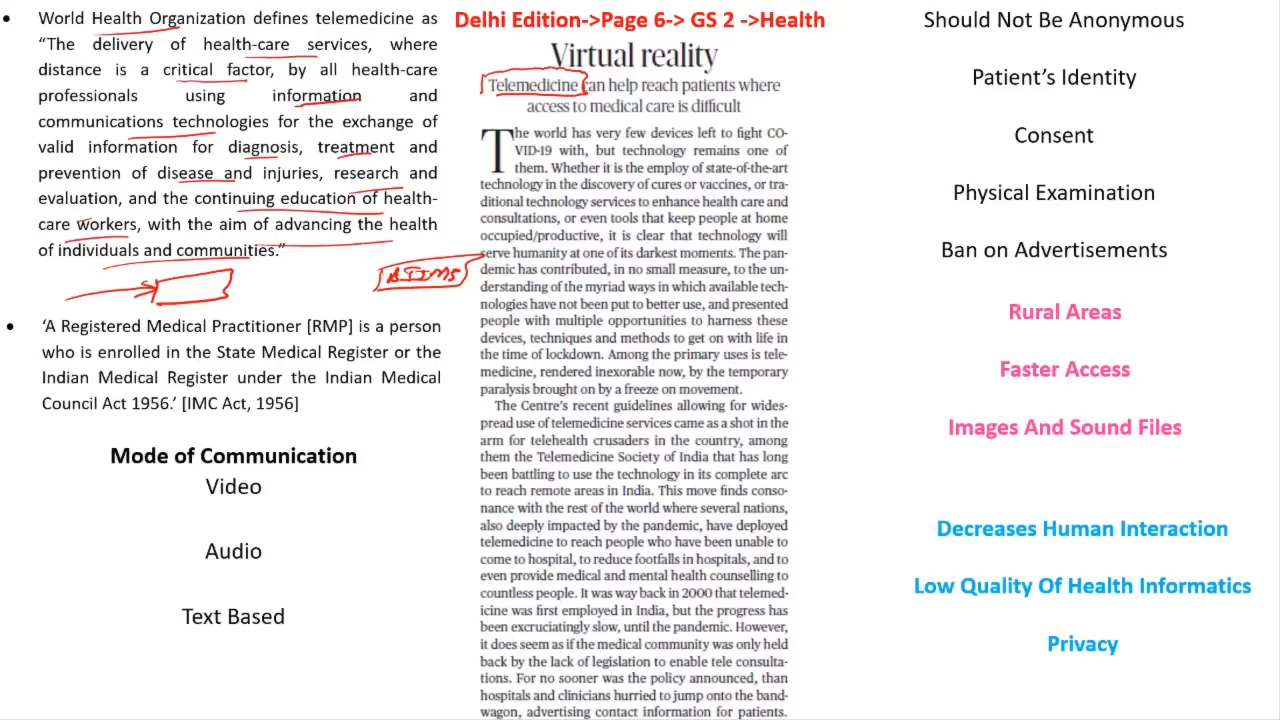 • World Health Organization defines telemedicine as
“The delivery of health-care services, where
distance is a critical factor, by all health-care
professionals using information and
communications technologies for the exchange of
valid information for diagnosis, treatment and
prevention of disease and injuries, research and
evaluation, and the continuing education of health-
care workers, with the aim of advancing the health
of individuals and communities.”
• ‘A Registered Medical Practitioner [RMP] is a person
who is enrolled in the State Medical Register or the
Indian Medical Register under the Indian Medical
Council Act 1956.’ [IMC Act, 1956]
Mode of Communication
Video
Audio
Text Based
Delhi Edition->Page 6-> GS 2 ->Health
Virtual reality
Telemedicine can help reach patients where
access to medical care is difficult
The world has very few devices left to fight CO-
VID-19 with, but technology remains one of
them. Whether it is the employ of state-of-the-art
technology in the discovery of cures or vaccines, or tra-
ditional technology services to enhance health care and
consultations, or even tools that keep people at home
occupied/productive, it is clear that technology will
serve humanity at one of its darkest moments. The pan-
demic has contributed, in no small measure, to the un-
derstanding of the myriad ways in which available tech-
nologies have not been put to better use, and presented
people with multiple opportunities to harness these
devices, techniques and methods to get on with life in
the time of lockdown. Among the primary uses is tele-
medicine, rendered inexorable now, by the temporary
paralysis brought on by a freeze on movement.
The Centre’s recent guidelines allowing for wides-
pread use of telemedicine services came as a shot in the
arm for telehealth crusaders in the country, among
them the Telemedicine Society of India that has long
been battling to use the technology in its complete arc
to reach remote areas in India. This move finds conso-
nance with the rest of the world where several nations,
also deeply impacted by the pandemic, have deployed
telemedicine to reach people who have been unable to
come to hospital, to reduce footfalls in hospitals, and to
even provide medical and mental health counselling to
countless people. It was way back in 2000 that telemed-
icine was first employed in India, but the progress has
been excruciatingly slow, until the pandemic. However,
it does seem as if the medical community was only held
back by the lack of legislation to enable tele consulta-
tions. For no sooner was the policy announced, than
hospitals and clinicians hurried to jump onto the band-
wagon, advertising contact information for patients.
Should Not Be Anonymous
Patient’s Identity
Consent
Physical Examination
Ban on Advertisements
Rural Areas
Faster Access
Images And Sound Files
Decreases Human Interaction
Low Quality Of Health Informatics
Privacy